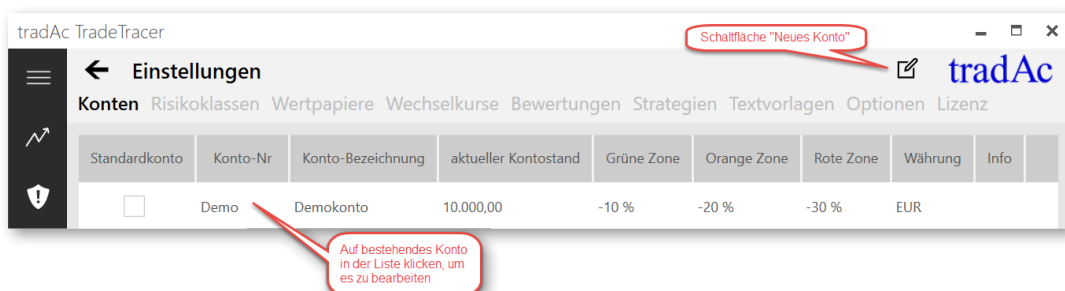 tradAc TradeTracer
Schaltfläche "Neues Konto"
Einstellungen
tradAc
Konten Risikoklassen Wertpapiere Wechselkurse Bewertungen Strategien Textvorlagen Optionen Lizenz
Standardkonto Konto-Nr Konto-Bezeichnung aktueller Kontostand Grüne Zone Orange Zone Rote Zone Währung Info
Demo Demokonto 10.000,00 -10 % -20 % -30 % EUR
Auf bestehendes Konto
in der Liste klicken, um
es zu bearbeiten